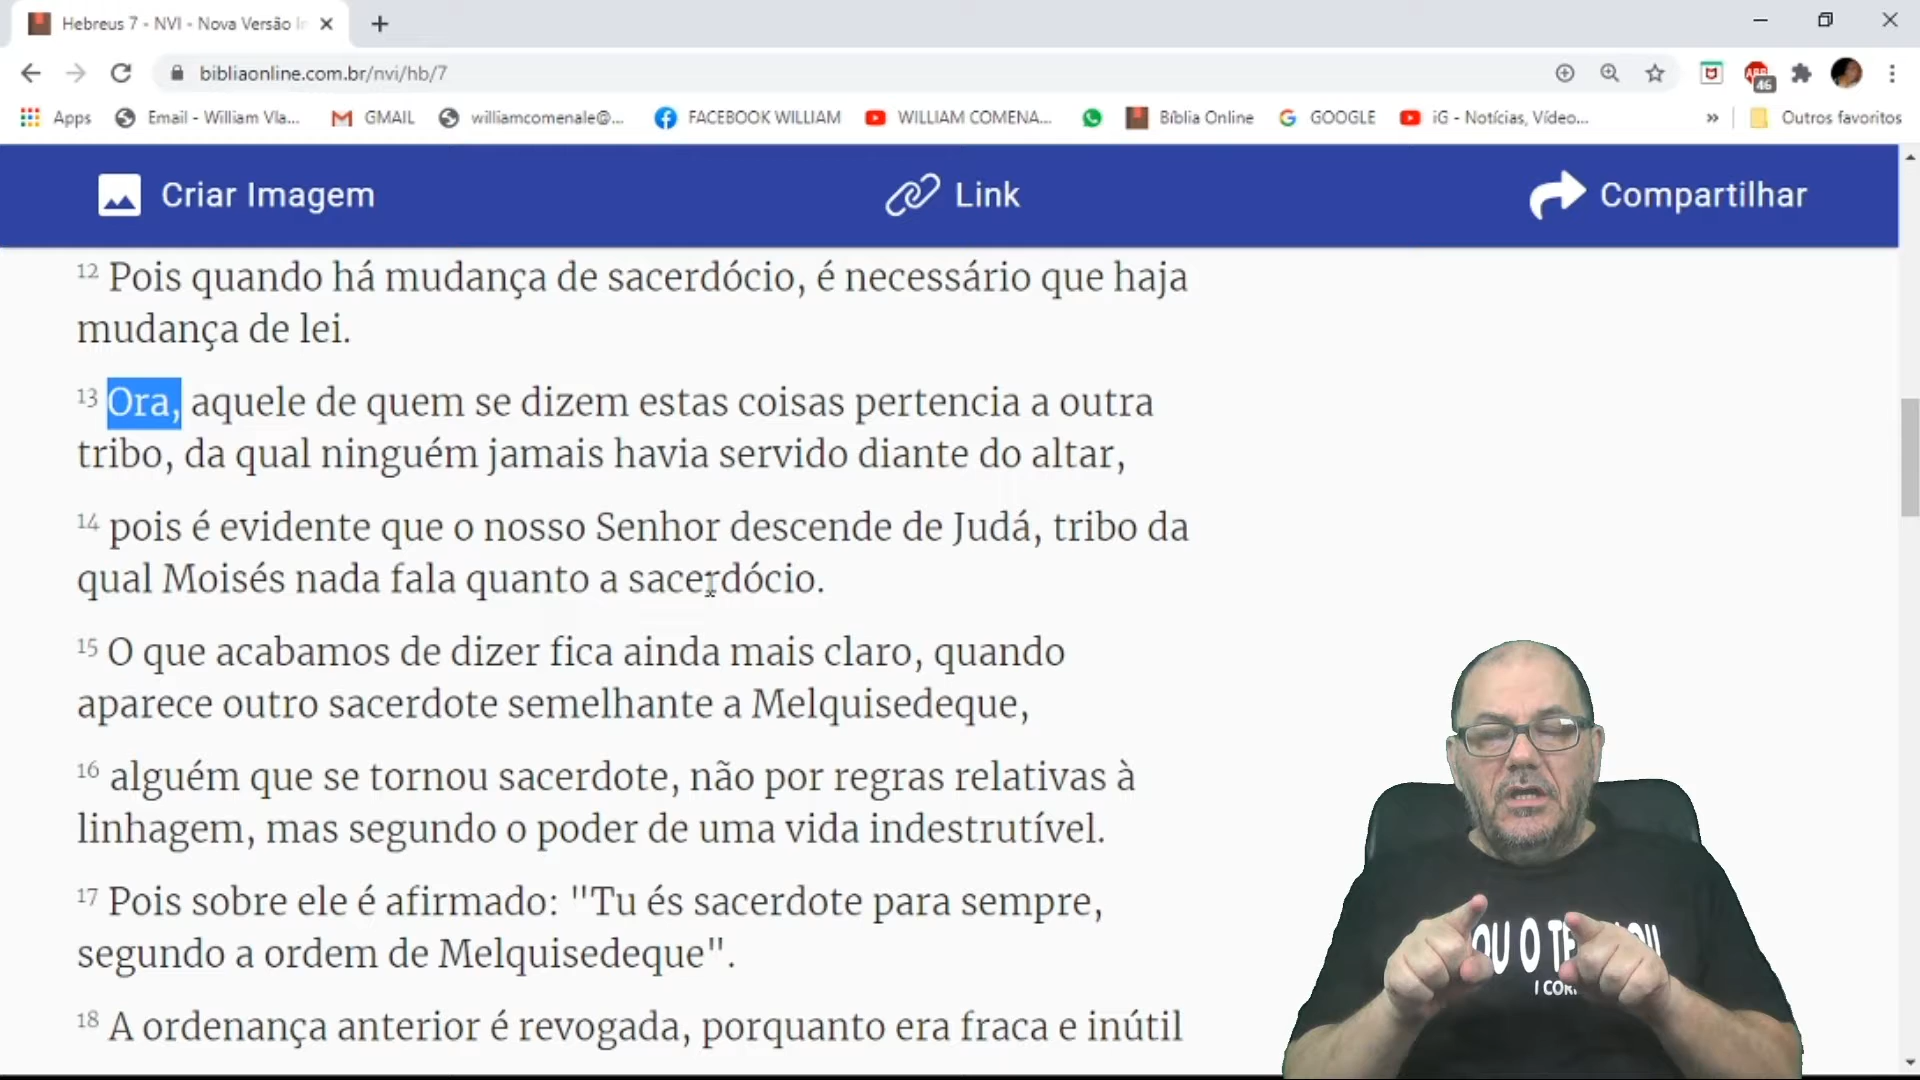 Hebreus 7 - NVI - Nova Versão In
bibliaonline.com.br/nvi/hb/7
Apps
Email - William Vla...
GMAIL
williamcomenale@...
FACEBOOK WILLIAM
WILLIAM COMENA...
Bíblia Online
GOOGLE
iG - Notícias, Vídeo...
»
Outros favoritos
46
Criar Imagem
Link
Compartilhar
12 Pois quando há mudança de sacerdócio, é necessário que haja
mudança de lei.
13 Ora, aquele de quem se dizem estas coisas pertencia a outra
tribo, da qual ninguém jamais havia servido diante do altar,
14 pois é evidente que o nosso Senhor descende de Judá, tribo da
qual Moisés nada fala quanto a sacerdócio.
15 O que acabamos de dizer fica ainda mais claro, quando
aparece outro sacerdote semelhante a Melquisedeque,
16 alguém que se tornou sacerdote, não por regras relativas à
linhagem, mas segundo o poder de uma vida indestrutível.
17 Pois sobre ele é afirmado: "Tu és sacerdote para sempre,
segundo a ordem de Melquisedeque".
18 A ordenança anterior é revogada, porquanto era fraca e inútil
OU O TE
I COR